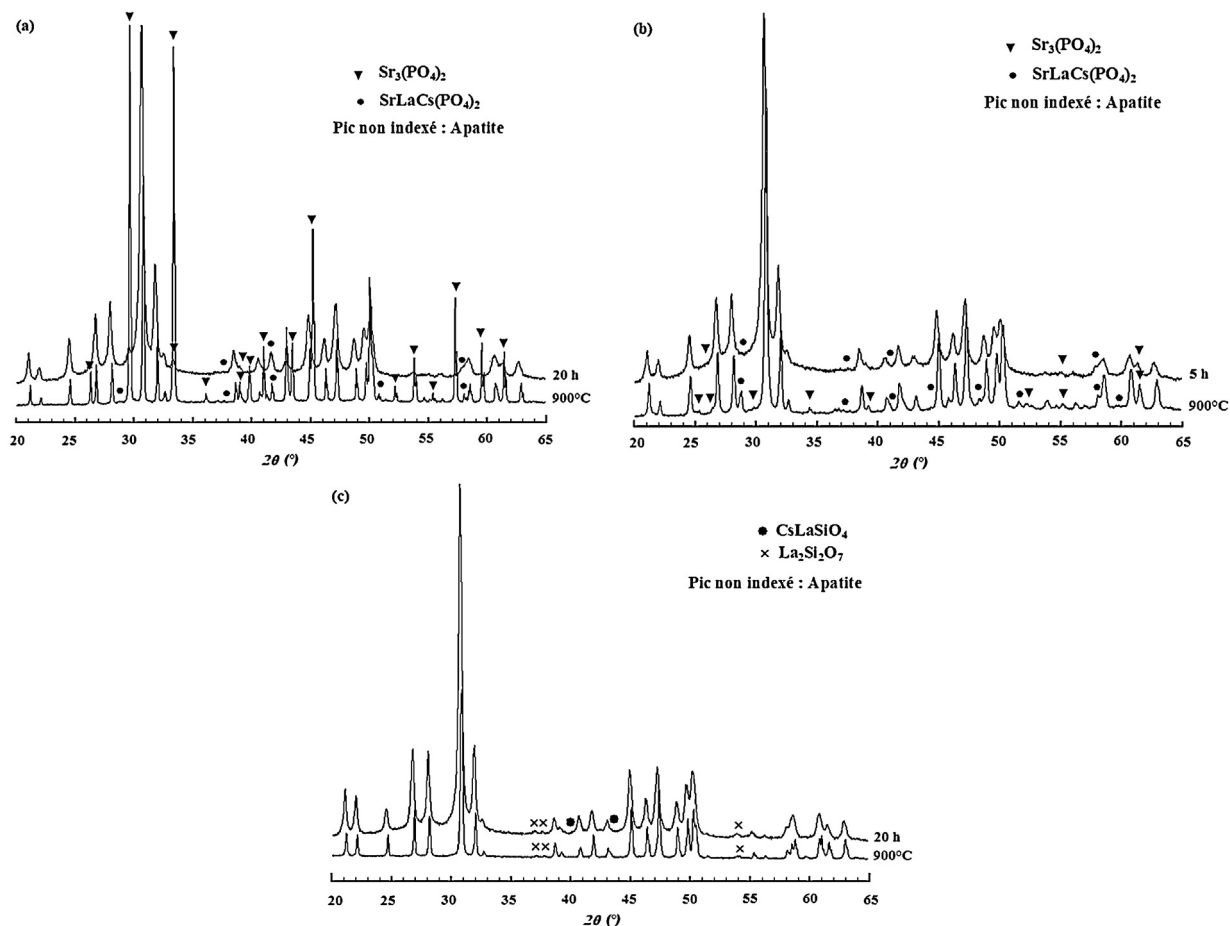 (a)
▼ Sr₃(PO₄)₂
● SrLaCs(PO₄)₂
Pic non indexé : Apatite
20 h
900°C
20 25 30 35 40 45 50 55 60 65
2θ (°)
(b)
▼ Sr₃(PO₄)₂
● SrLaCs(PO₄)₂
Pic non indexé : Apatite
5 h
900°C
20 25 30 35 40 45 50 55 60 65
2θ (°)
(c)
● CsLaSiO₄
× La₂Si₂O₇
Pic non indexé : Apatite
20 h
900°C
20 25 30 35 40 45 50 55 60 65
2θ (°)